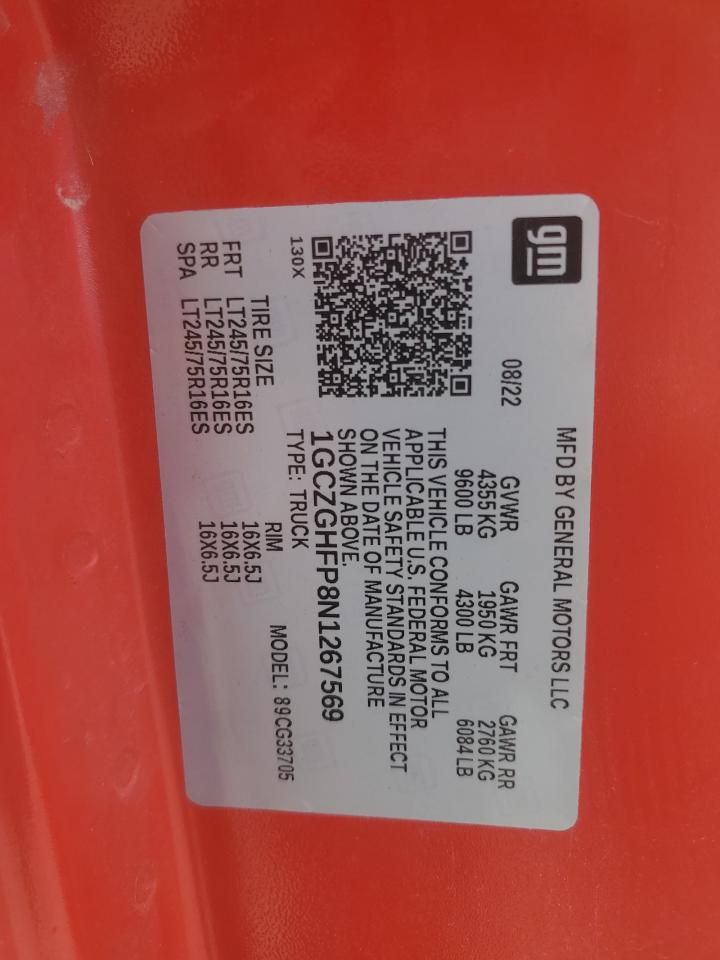 gm
MFD BY GENERAL MOTORS LLC
08/22
GVWR GAWR FRT GAWR RR
4355 KG 1950 KG 2760 KG
9600 LB 4300 LB 6084 LB
THIS VEHICLE CONFORMS TO ALL
APPLICABLE U.S. FEDERAL MOTOR
VEHICLE SAFETY STANDARDS IN EFFECT
ON THE DATE OF MANUFACTURE
SHOWN ABOVE.
1GCZGHFP8N1267569
130X
TYPE: TRUCK MODEL: 89CG33705
TIRE SIZE RIM
FRT LT245/75R16ES 16X6.5J
RR LT245/75R16ES 16X6.5J
SPA LT245/75R16ES 16X6.5J